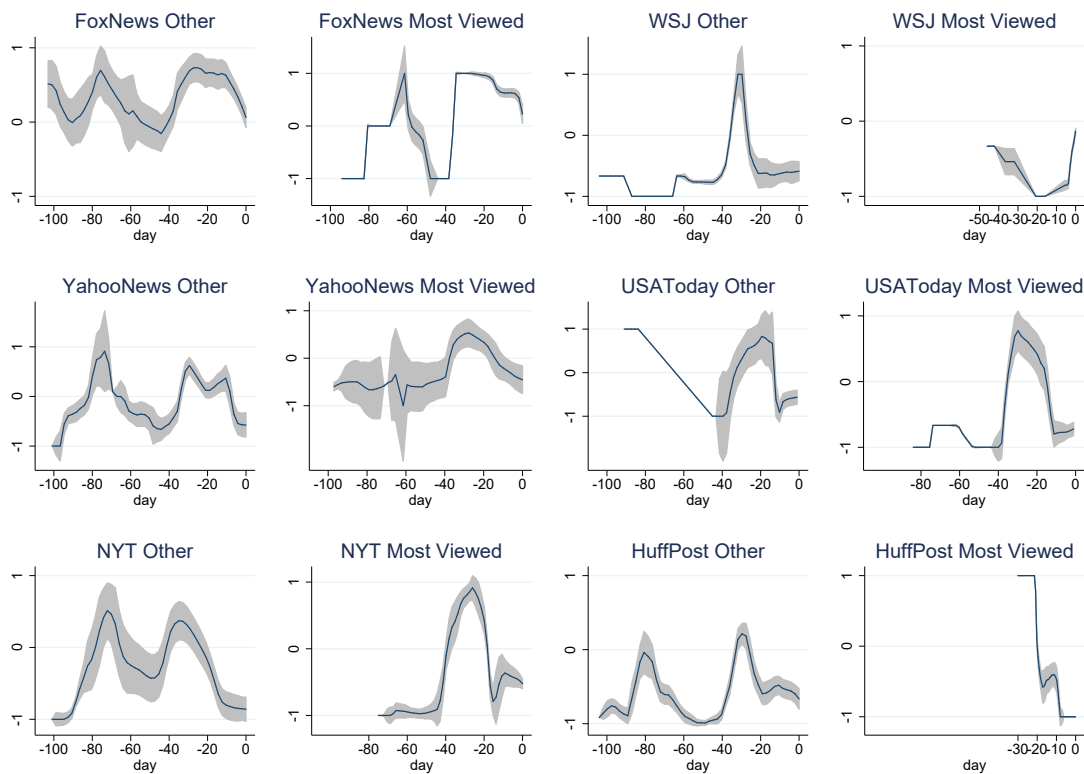 FoxNews Other
1
0
-1
-100 -80 -60 -40 -20 0
day
FoxNews Most Viewed
1
0
-1
-80 -60 -40 -20 0
day
WSJ Other
1
0
-1
-100 -80 -60 -40 -20 0
day
WSJ Most Viewed
1
0
-1
-50 -40 -30 -20 -10 0
day
YahooNews Other
1
0
-1
-100 -80 -60 -40 -20 0
day
YahooNews Most Viewed
1
0
-1
-100 -80 -60 -40 -20 0
day
USAToday Other
1
0
-1
-100 -80 -60 -40 -20 0
day
USAToday Most Viewed
1
0
-1
-80 -60 -40 -20 0
day
NYT Other
1
0
-1
-100 -80 -60 -40 -20 0
day
NYT Most Viewed
1
0
-1
-80 -60 -40 -20 0
day
HuffPost Other
1
0
-1
-100 -80 -60 -40 -20 0
day
HuffPost Most Viewed
1
0
-1
-30 -20 -10 0
day